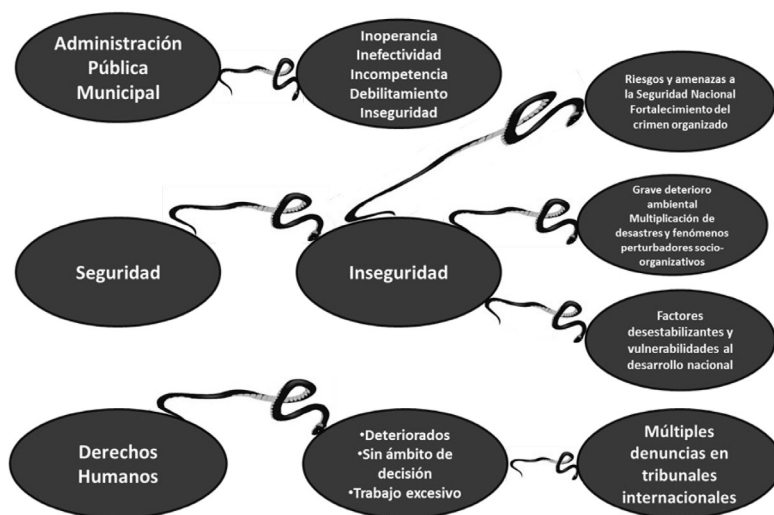 Administración
Pública
Municipal
Inoperancia
Inefectividad
Incompetencia
Debilitamiento
Inseguridad
Riesgos y amenazas a
la Seguridad Nacional
Fortalecimiento del
crimen organizado
Seguridad
Inseguridad
Grave deterioro
ambiental
Multiplicación de
desastres y fenómenos
perturbadores socio-
organizativos
Factores
desestabilizantes y
vulnerabilidades al
desarrollo nacional
Derechos
Humanos
•Deteriorados
•Sin ámbito de
decisión
•Trabajo excesivo
Múltiples
denuncias en
tribunales
internacionales